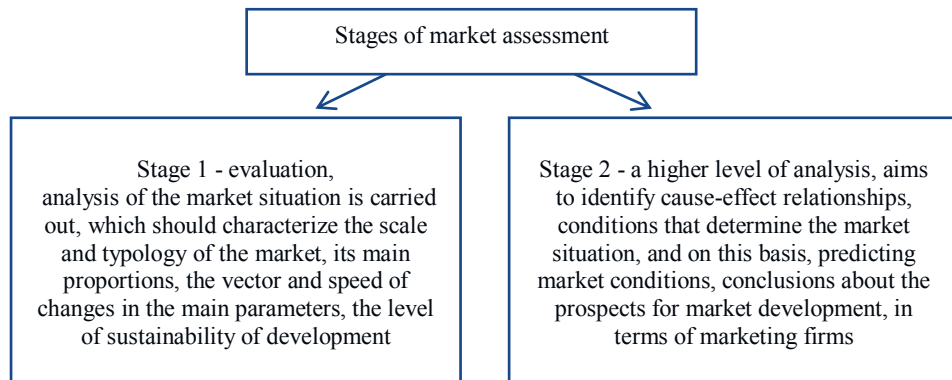 Stages of market assessment
Stage 1 - evaluation,
analysis of the market situation is carried
out, which should characterize the scale
and typology of the market, its main
proportions, the vector and speed of
changes in the main parameters, the level
of sustainability of development
Stage 2 - a higher level of analysis, aims
to identify cause-effect relationships,
conditions that determine the market
situation, and on this basis, predicting
market conditions, conclusions about the
prospects for market development, in
terms of marketing firms